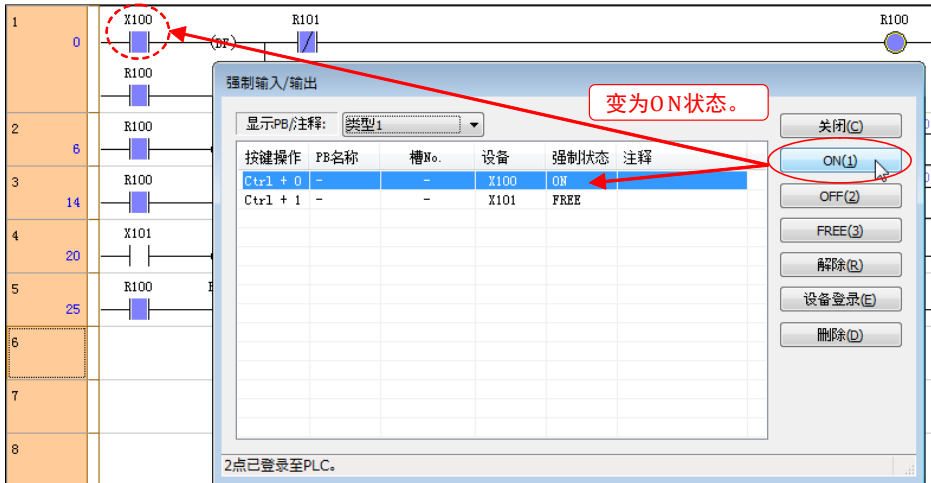 1 X100 R101 R100
0 (DF)
R100
强制输入/输出
变为ON状态。
显示PB/注释: 类型1 关闭(C)
2 R100
6
按键操作 PB名称 槽No. 设备 强制状态 注释 ON(1)
3 R100
Ctrl + 0 - - X100 ON
14
Ctrl + 1 - - X101 FREE OFF(2)
4 X101
FREE(3)
20
解除(R)
5 R100
25
设备登录(E)
6
删除(D)
7
8
2点已登录至PLC。